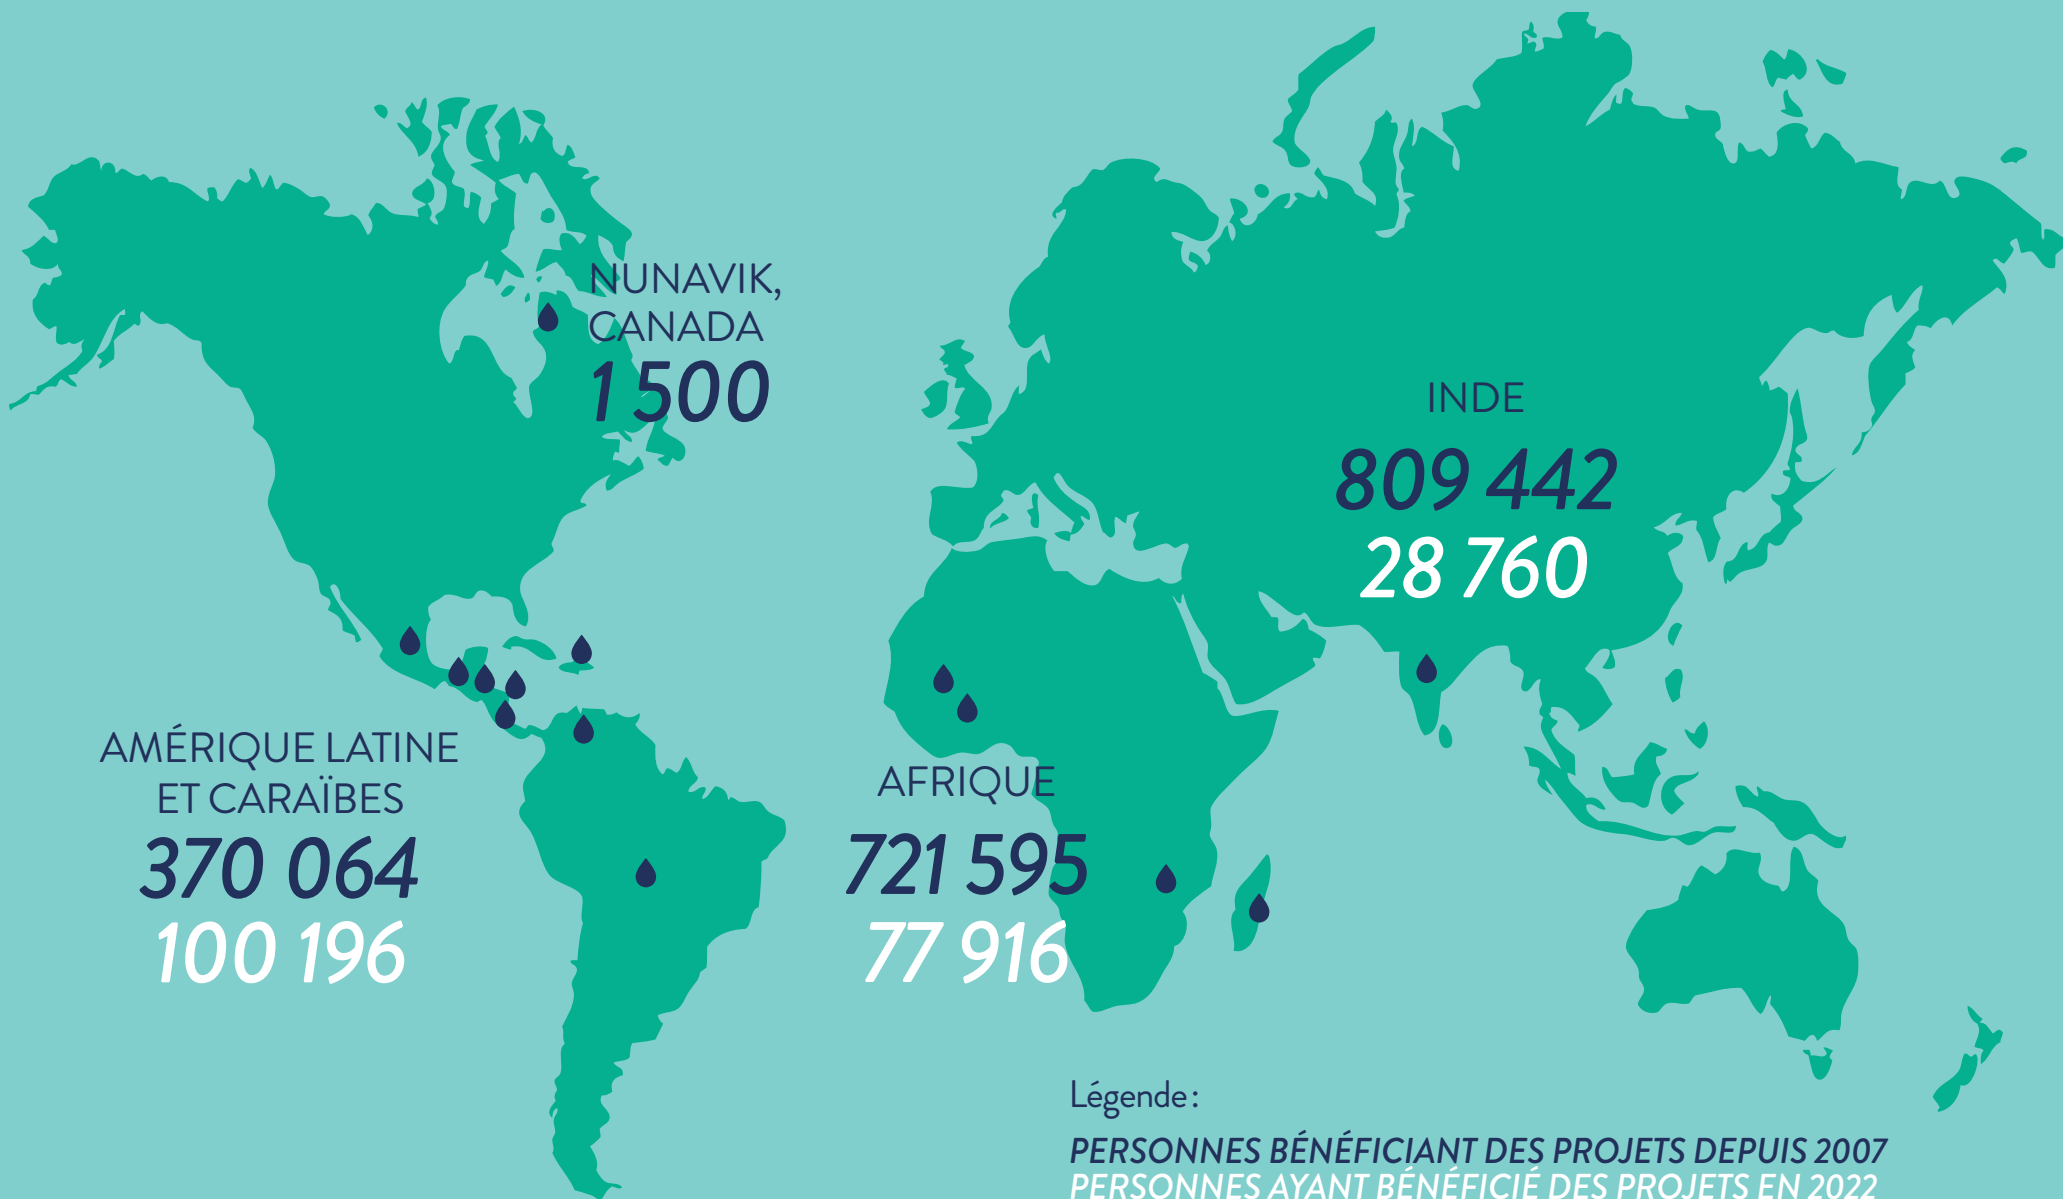 NUNAVIK,
CANADA
1 500
INDE
809 442
28 760
AMÉRIQUE LATINE
ET CARAÏBES
370 064
100 196
AFRIQUE
721 595
77 916
Légende :
PERSONNES BÉNÉFICIANT DES PROJETS DEPUIS 2007
PERSONNES AYANT BÉNÉFICIÉ DES PROJETS EN 2022